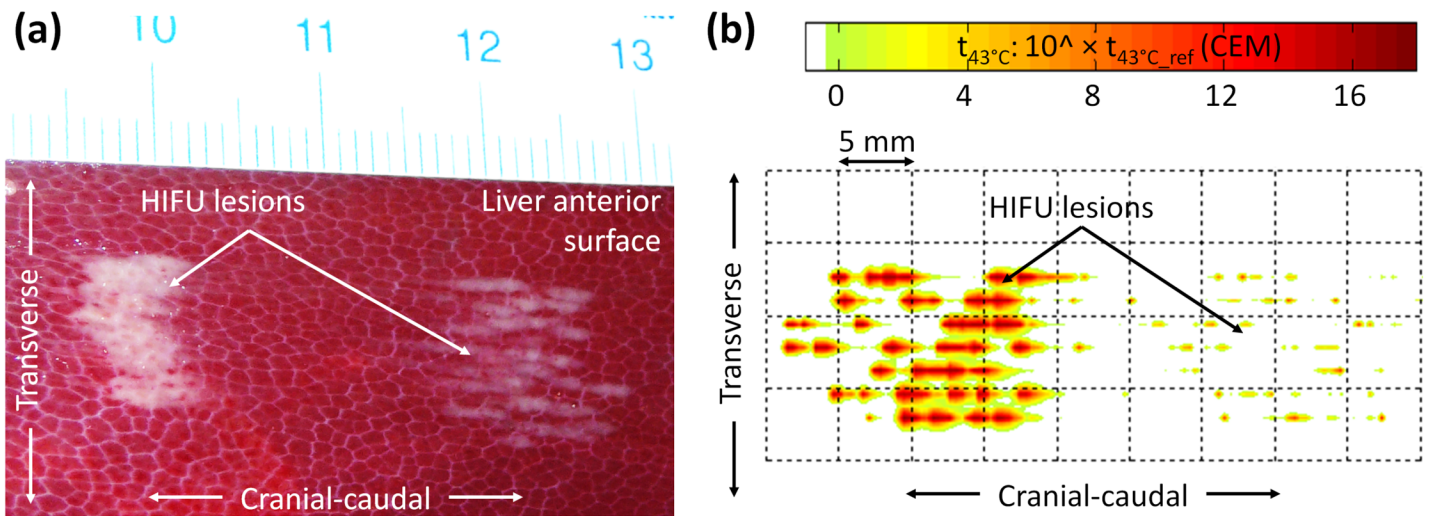 (a)
10
11
12
13
HIFU lesions
Liver anterior
surface
Transverse
Cranial-caudal
(b)
t43°C: 10^ × t43°C_ref (CEM)
0
4
8
12
16
5 mm
HIFU lesions
Transverse
Cranial-caudal